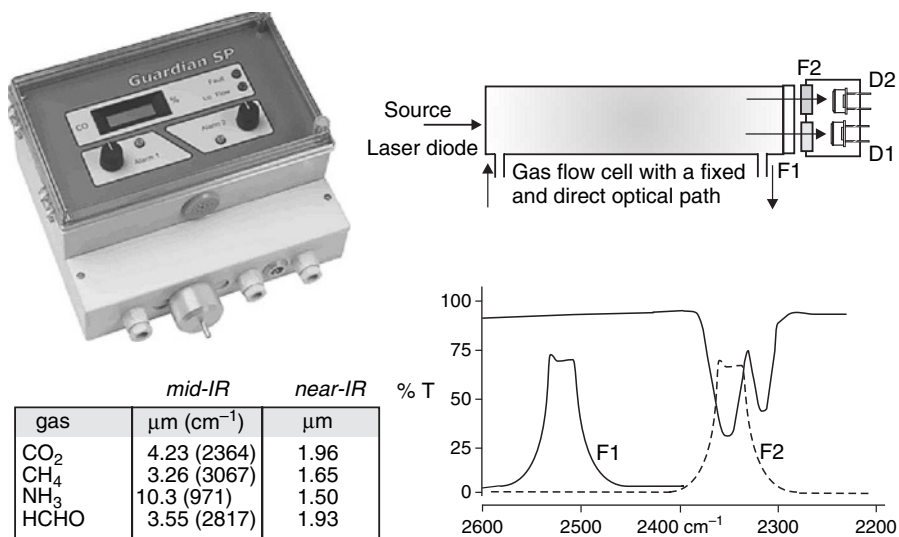 Guardian SP
Fault
Lo Flow
CO
%
Alarm 1
Alarm 2
F2
D2
Source
Laser diode
F1
D1
Gas flow cell with a fixed
and direct optical path
mid-IR near-IR
gas μm (cm⁻¹) μm
CO₂ 4.23 (2364) 1.96
CH₄ 3.26 (3067) 1.65
NH₃ 10.3 (971) 1.50
HCHO 3.55 (2817) 1.93
% T
100
75
50
25
0
F1
F2
2600 2500 2400 cm⁻¹ 2300 2200